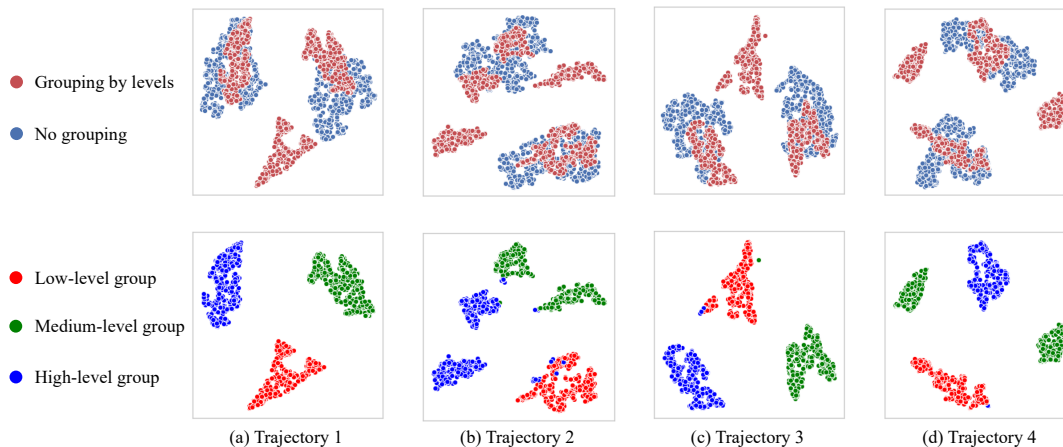 Grouping by levels
No grouping
Low-level group
Medium-level group
High-level group
(a) Trajectory 1
(b) Trajectory 2
(c) Trajectory 3
(d) Trajectory 4